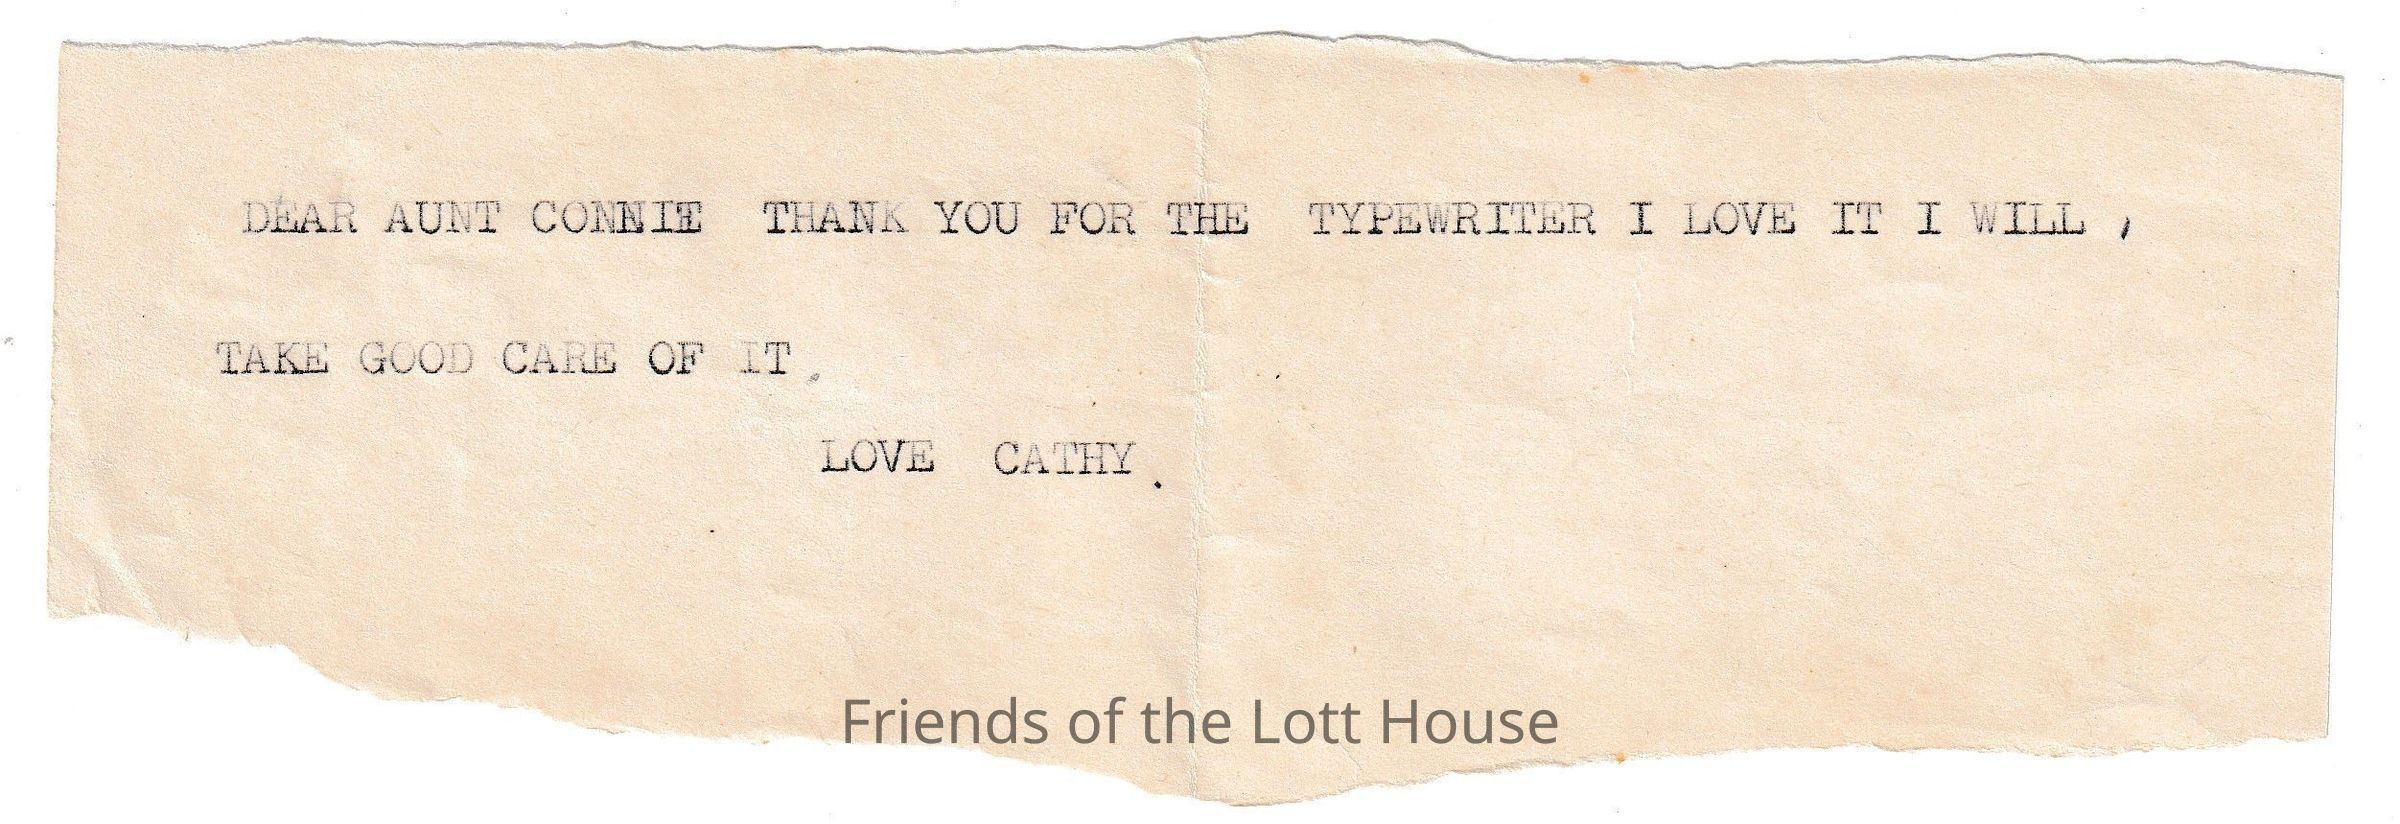 DEAR AUNT CONNIE THANK YOU FOR THE TYPEWRITER I LOVE IT I WILL ,
TAKE GOOD CARE OF IT.
LOVE CATHY.
Friends of the Lott House